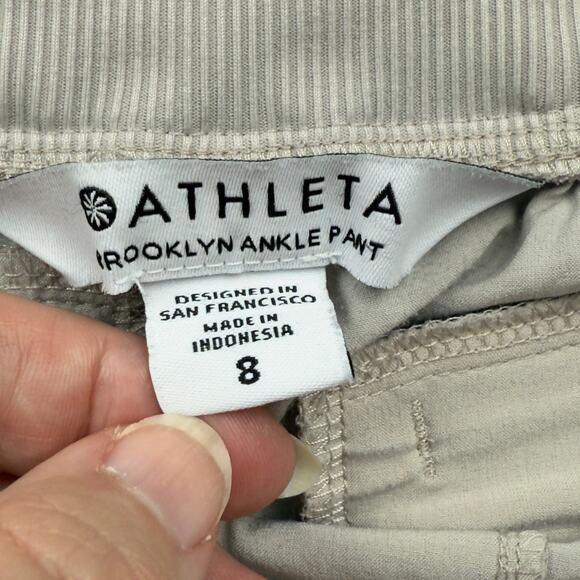 ATHLETA
BROOKLYN ANKLE PANT
DESIGNED IN
SAN FRANCISCO
MADE IN
INDONESIA
8